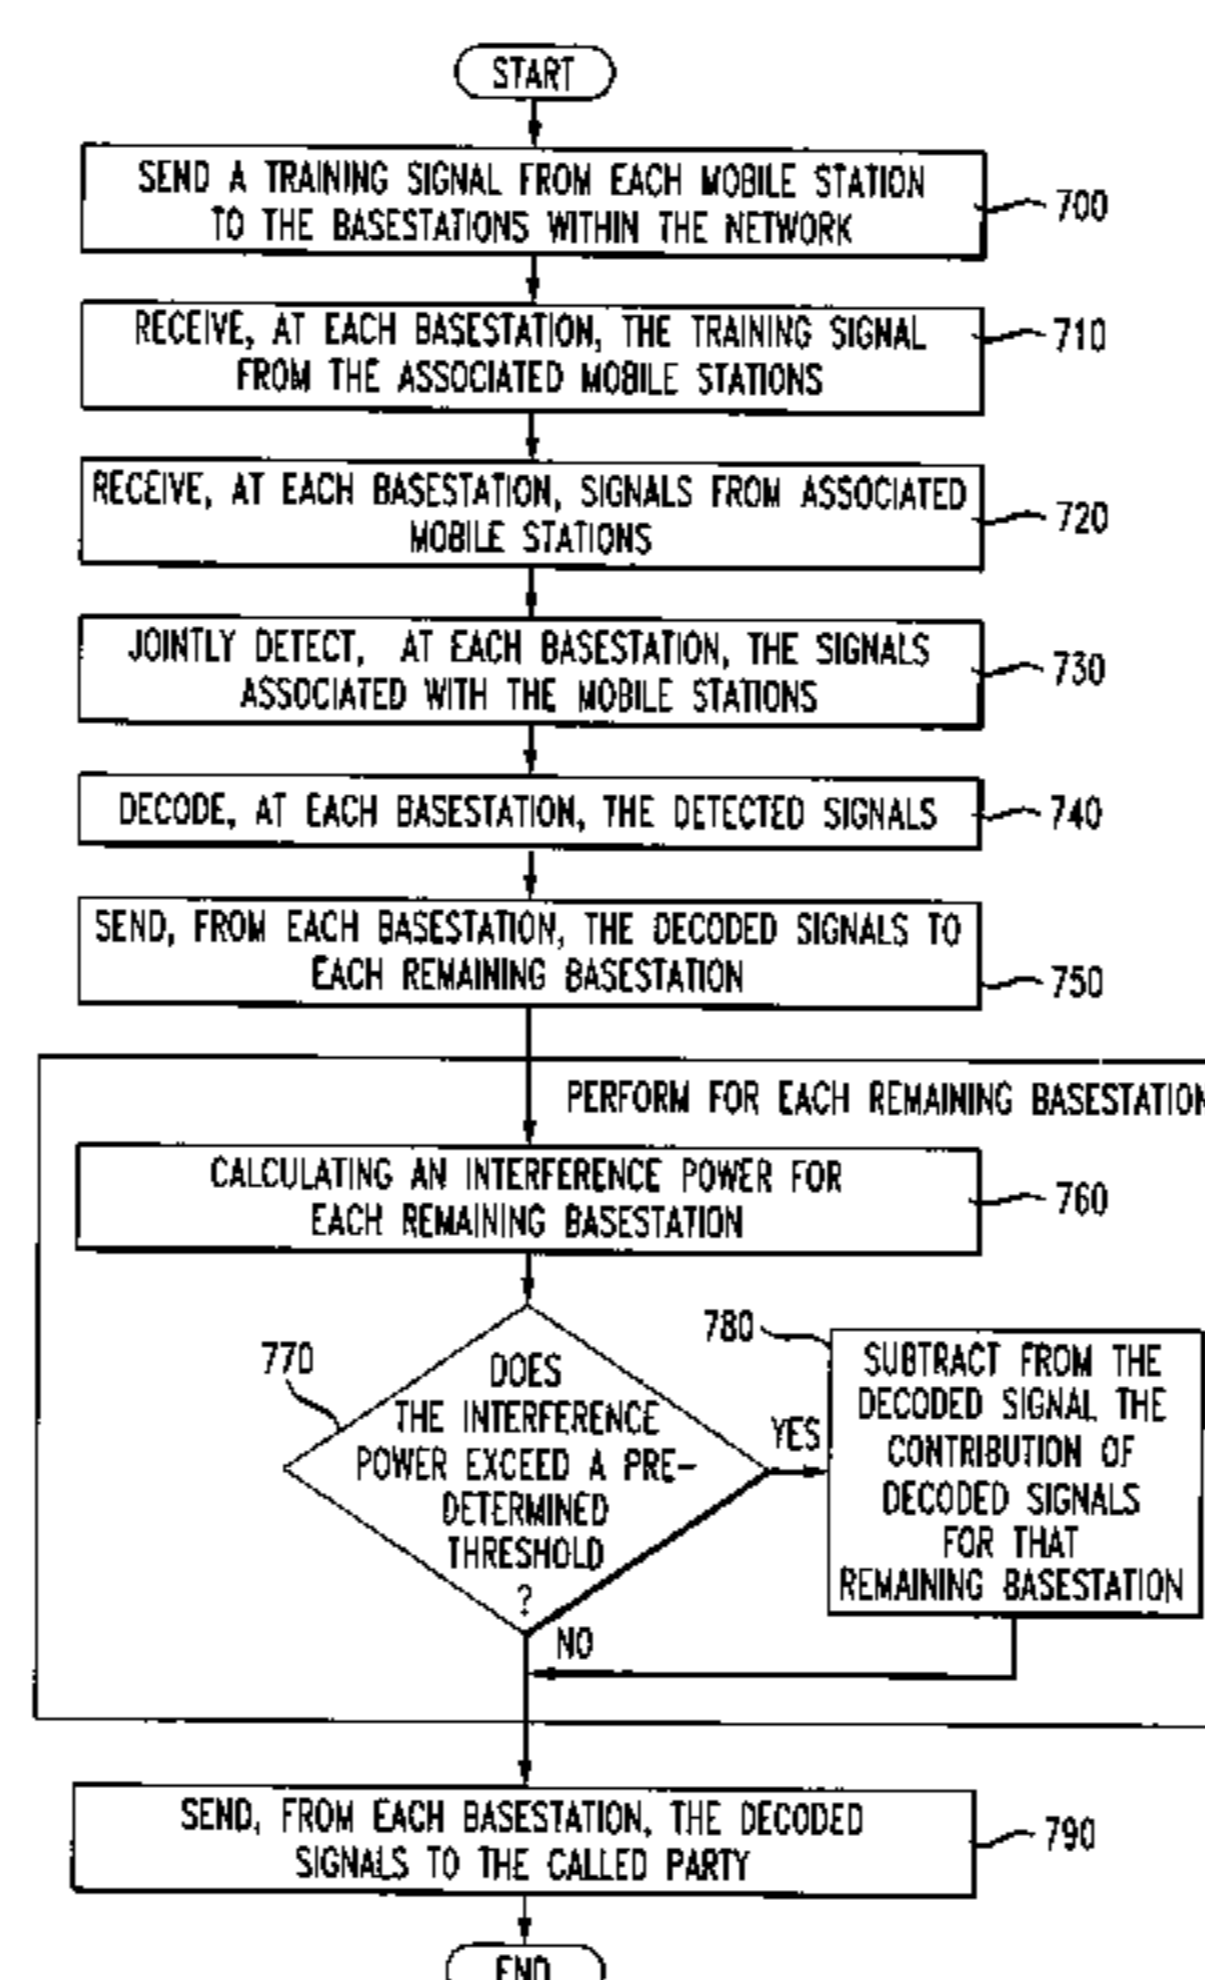 START
SEND A TRAINING SIGNAL FROM EACH MOBILE STATION
TO THE BASESTATIONS WITHIN THE NETWORK
700
RECEIVE, AT EACH BASESTATION, THE TRAINING SIGNAL
FROM THE ASSOCIATED MOBILE STATIONS
710
RECEIVE, AT EACH BASESTATION, SIGNALS FROM ASSOCIATED
MOBILE STATIONS
720
JOINTLY DETECT, AT EACH BASESTATION, THE SIGNALS
ASSOCIATED WITH THE MOBILE STATIONS
730
DECODE, AT EACH BASESTATION, THE DETECTED SIGNALS
740
SEND, FROM EACH BASESTATION, THE DECODED SIGNALS TO
EACH REMAINING BASESTATION
750
PERFORM FOR EACH REMAINING BASESTATION
CALCULATING AN INTERFERENCE POWER FOR
EACH REMAINING BASESTATION
760
770
DOES
THE INTERFERENCE
POWER EXCEED A PRE-
DETERMINED
THRESHOLD
?
YES
NO
780
SUBTRACT FROM THE
DECODED SIGNAL THE
CONTRIBUTION OF
DECODED SIGNALS
FOR THAT
REMAINING BASESTATION
SEND, FROM EACH BASESTATION, THE DECODED
SIGNALS TO THE CALLED PARTY
790
END